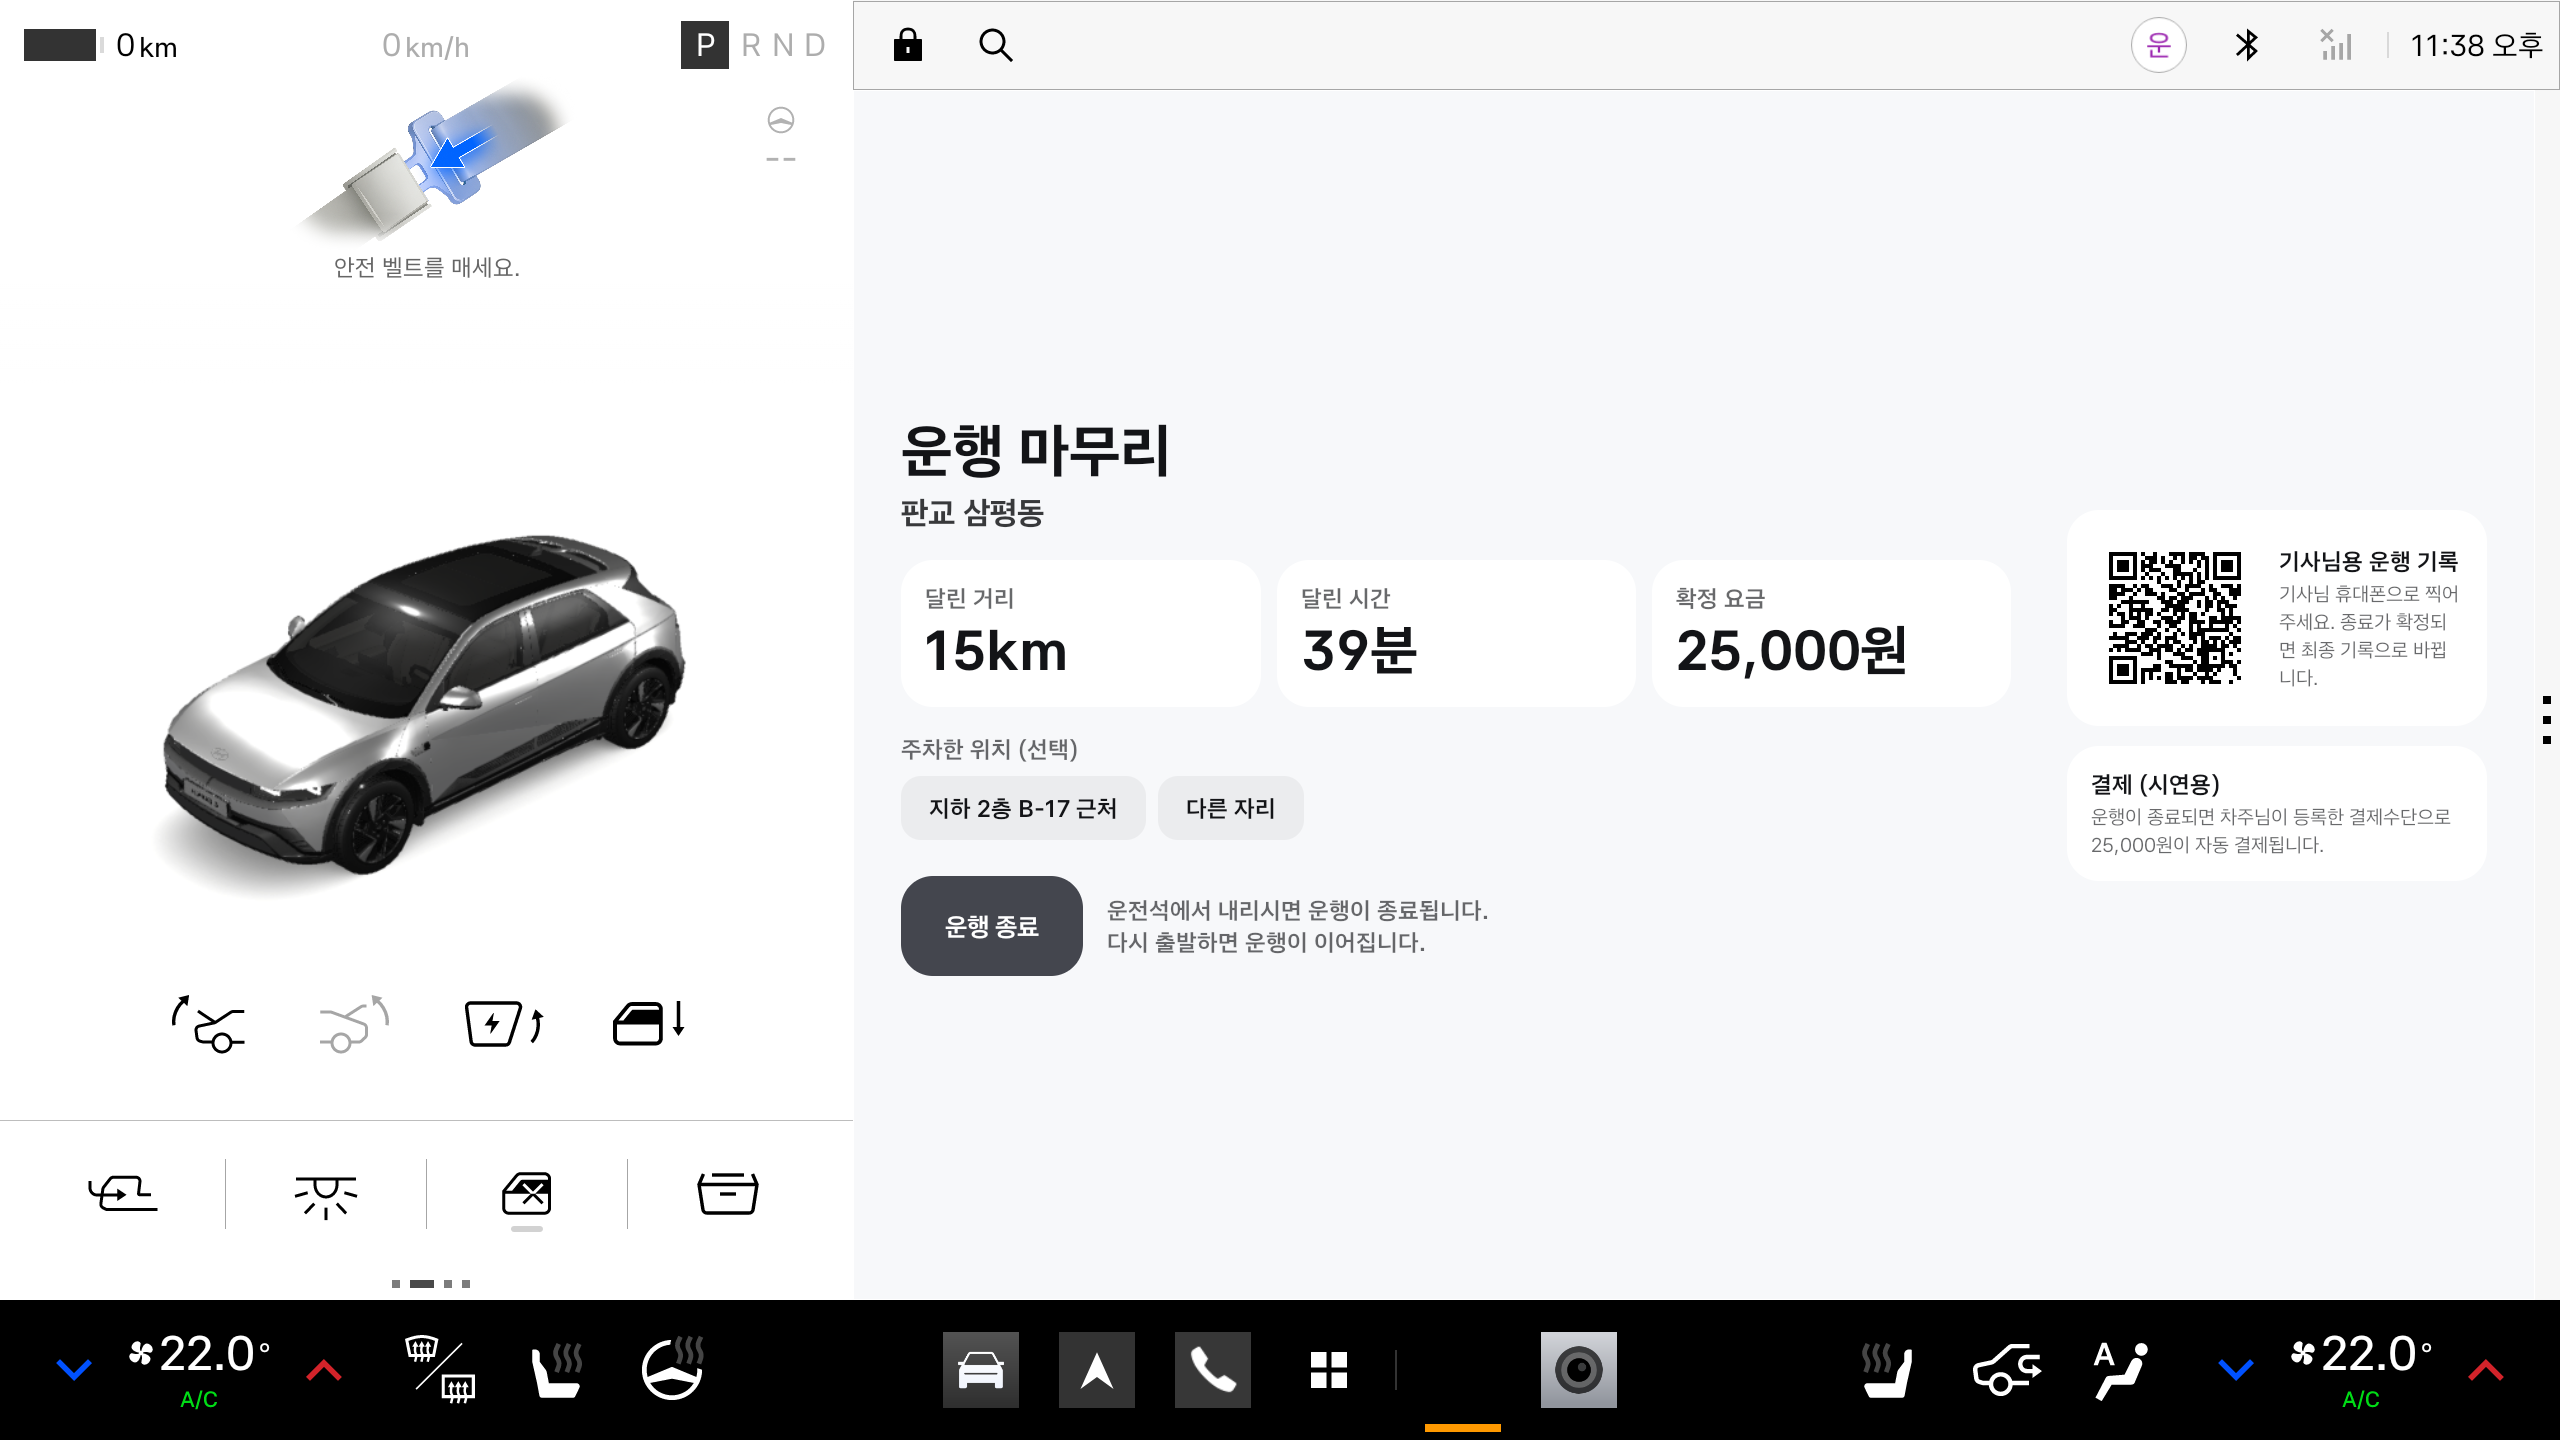 0 km
0 km/h
P R N D
운
11:38 오후
안전 벨트를 매세요.
운행 마무리
판교 삼평동
달린 거리
15km
달린 시간
39분
확정 요금
25,000원
기사님용 운행 기록
기사님 휴대폰으로 찍어
주세요. 종료가 확정되
면 최종 기록으로 바뀝
니다.
주차한 위치 (선택)
지하 2층 B-17 근처
다른 자리
결제 (시연용)
운행이 종료되면 차주님이 등록한 결제수단으로
25,000원이 자동 결제됩니다.
운행 종료
운전석에서 내리시면 운행이 종료됩니다.
다시 출발하면 운행이 이어집니다.
22.0°
A/C
A
22.0°
A/C